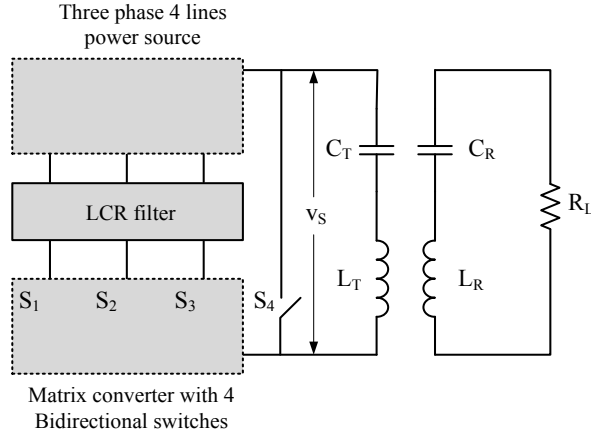 Three phase 4 lines
power source
LCR filter
S1 S2 S3 S4
vS
CT CR
LT LR
RL
Matrix converter with 4
Bidirectional switches